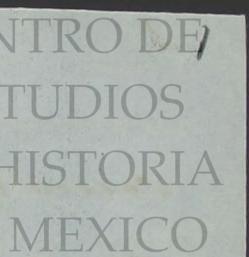 NTRO DE
TUDIOS
HISTORIA
MEXICO